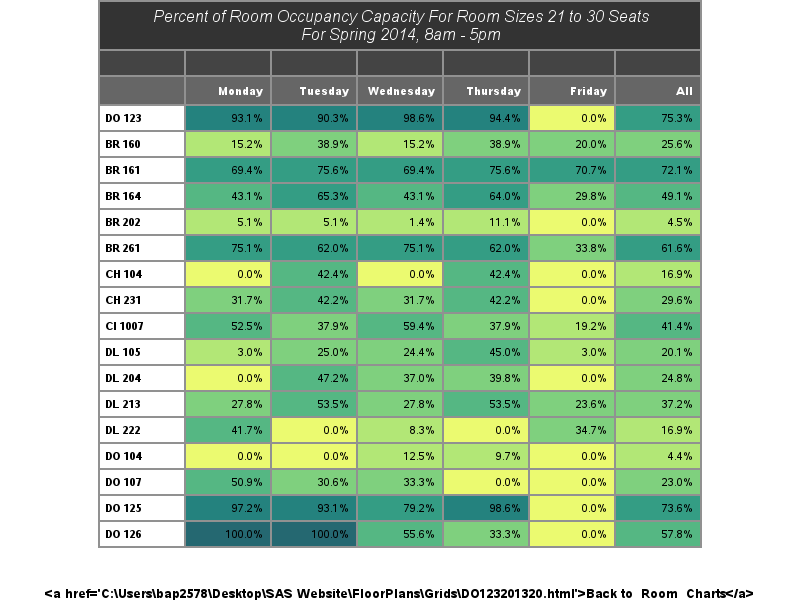 Percent of Room Occupancy Capacity For Room Sizes 21 to 30 Seats
For Spring 2014, 8am - 5pm
Monday Tuesday Wednesday Thursday Friday All
DO 123 93.1% 90.3% 98.6% 94.4% 0.0% 75.3%
BR 160 15.2% 38.9% 15.2% 38.9% 20.0% 25.6%
BR 161 69.4% 75.6% 69.4% 75.6% 70.7% 72.1%
BR 164 43.1% 65.3% 43.1% 64.0% 29.8% 49.1%
BR 202 5.1% 5.1% 1.4% 11.1% 0.0% 4.5%
BR 261 75.1% 62.0% 75.1% 62.0% 33.8% 61.6%
CH 104 0.0% 42.4% 0.0% 42.4% 0.0% 16.9%
CH 231 31.7% 42.2% 31.7% 42.2% 0.0% 29.6%
CI 1007 52.5% 37.9% 59.4% 37.9% 19.2% 41.4%
DL 105 3.0% 25.0% 24.4% 45.0% 3.0% 20.1%
DL 204 0.0% 47.2% 37.0% 39.8% 0.0% 24.8%
DL 213 27.8% 53.5% 27.8% 53.5% 23.6% 37.2%
DL 222 41.7% 0.0% 8.3% 0.0% 34.7% 16.9%
DO 104 0.0% 0.0% 12.5% 9.7% 0.0% 4.4%
DO 107 50.9% 30.6% 33.3% 0.0% 0.0% 23.0%
DO 125 97.2% 93.1% 79.2% 98.6% 0.0% 73.6%
DO 126 100.0% 100.0% 55.6% 33.3% 0.0% 57.8%
<a href='C:\Users\bap2578\Desktop\SAS Website\FloorPlans\Grids\DO123201320.html'>Back to Room Charts</a>